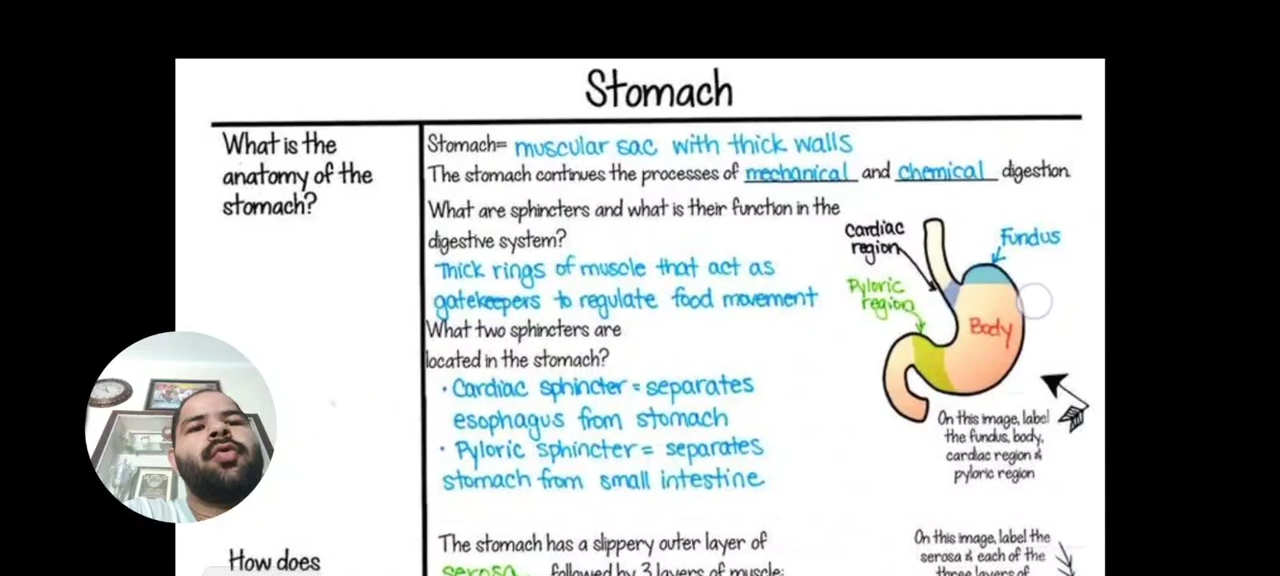 Stomach
What is the
anatomy of the
stomach?
Stomach= muscular sac with thick walls
The stomach continues the processes of mechanical and chemical digestion.
What are sphincters and what is their function in the
digestive system?
Thick rings of muscle that act as
gatekeepers to regulate food movement
What two sphincters are
located in the stomach?
• Cardiac sphincter = separates
esophagus from stomach
• Pyloric sphincter = separates
stomach from small intestine
Cardiac
region
Fundus
Pyloric
region
Body
On this image, label
the fundus, body,
cardiac region &
pyloric region
How does
The stomach has a slippery outer layer of
serosa followed by 3 layers of muscle:
On this image, label the
serosa & each of the
three layers of